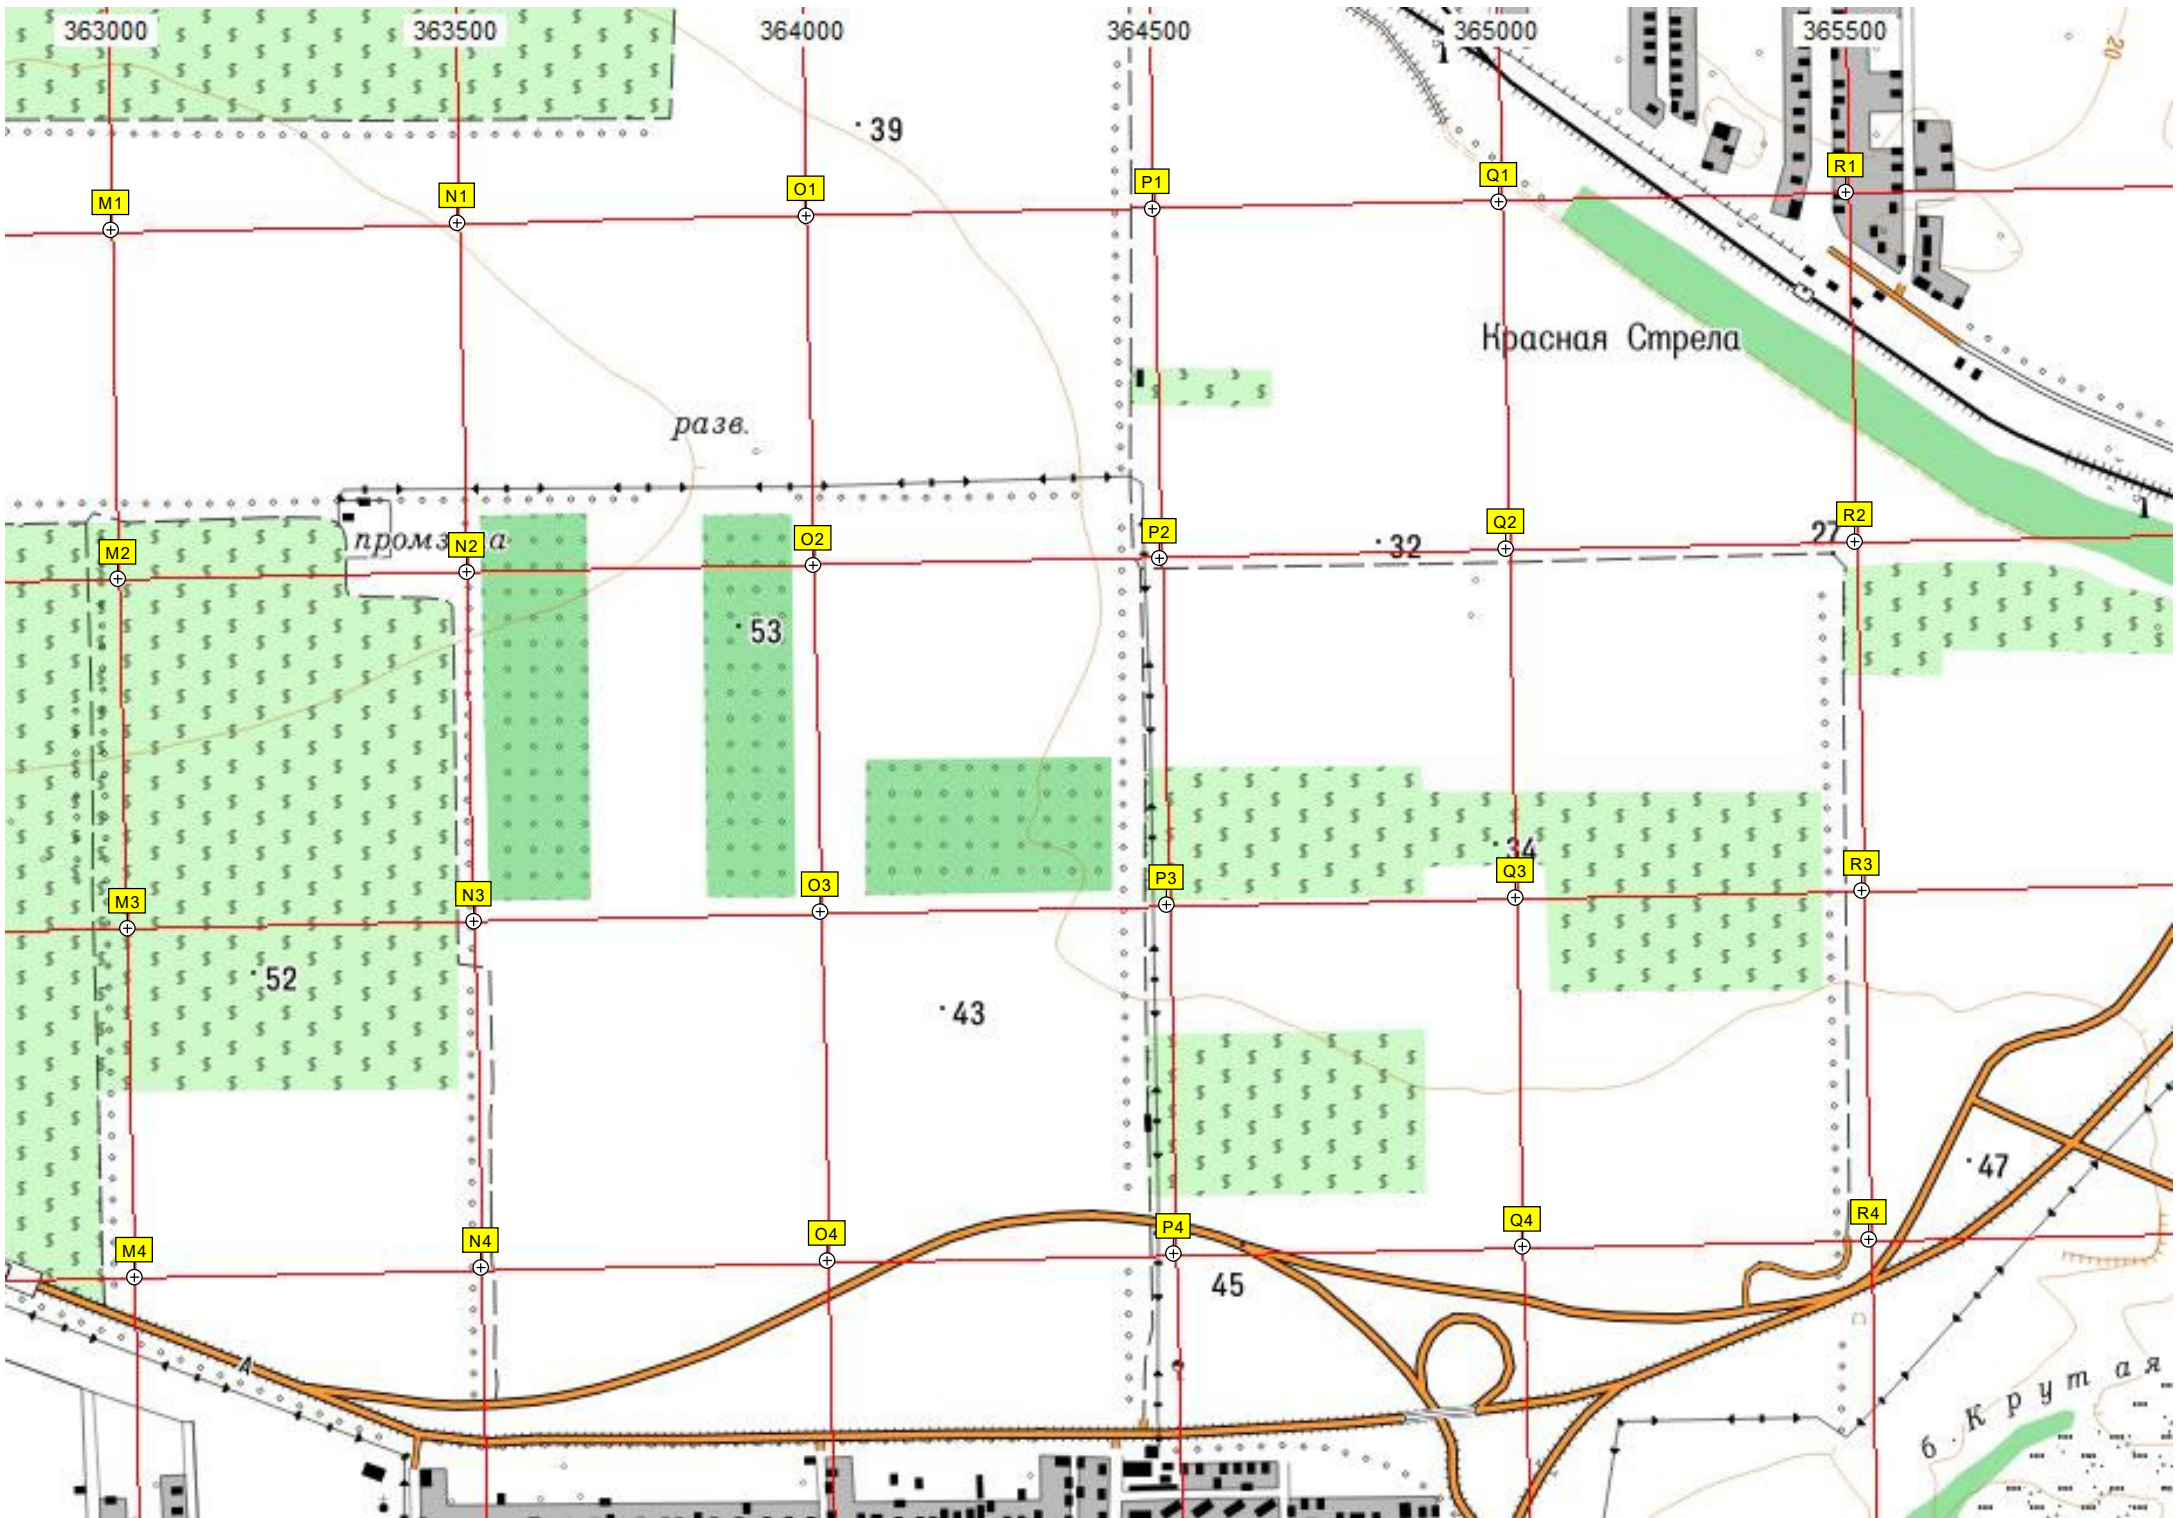 363000 363500 364000 364500 365000 365500
20
39
M1 N1 O1 P1 Q1 R1
Красная Стрела
разв.
промз а
M2 N2 O2 P2 Q2 R2
32 27
53
34
M3 N3 O3 P3 Q3 R3
52
43
47
M4 N4 O4 P4 Q4 R4
45
А
б. Крутая